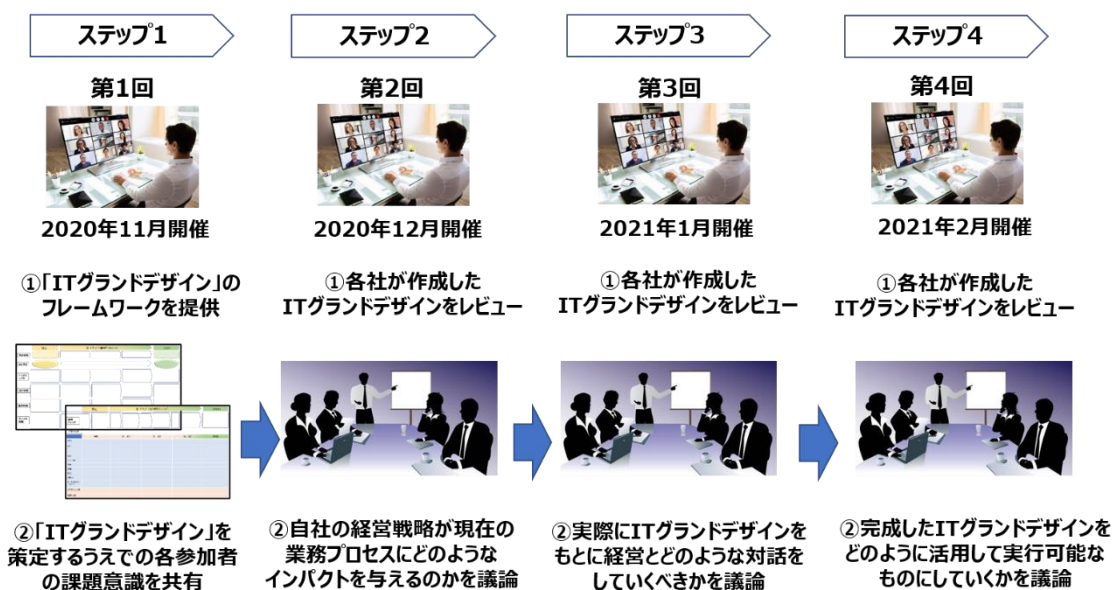 ステップ1
ステップ2
ステップ3
ステップ4
第1回
第2回
第3回
第4回
2020年11月開催
2020年12月開催
2021年1月開催
2021年2月開催
①「ITグランドデザイン」の
フレームワークを提供
①各社が作成した
ITグランドデザインをレビュー
①各社が作成した
ITグランドデザインをレビュー
①各社が作成した
ITグランドデザインをレビュー
②「ITグランドデザイン」を
策定するうえでの各参加者
の課題意識を共有
②自社の経営戦略が現在の
業務プロセスにどのような
インパクトを与えるのかを議論
②実際にITグランドデザインを
もとに経営とどのような対話を
していくべきかを議論
②完成したITグランドデザインを
どのように活用して実行可能な
ものにしていくかを議論